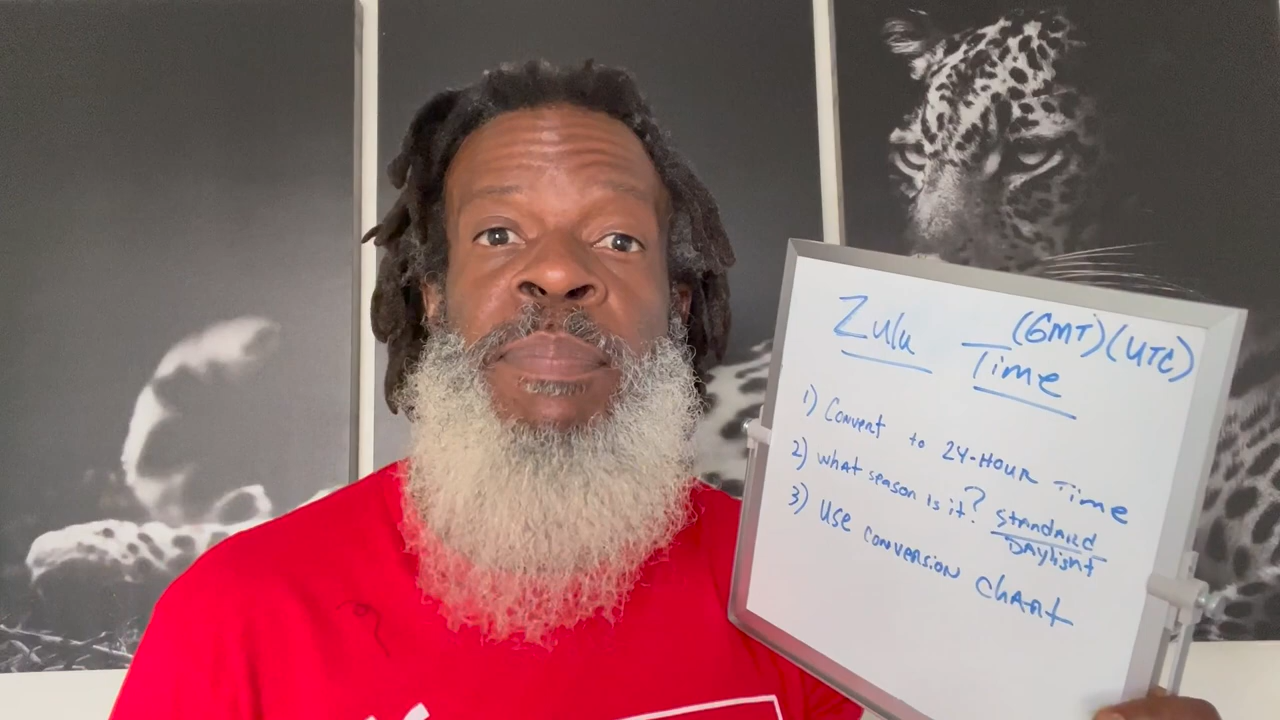 Zulu Time (GMT)(UTC)
1) Convert to 24-Hour Time
2) what season is it? Standard
Daylight
3) Use conversion chart